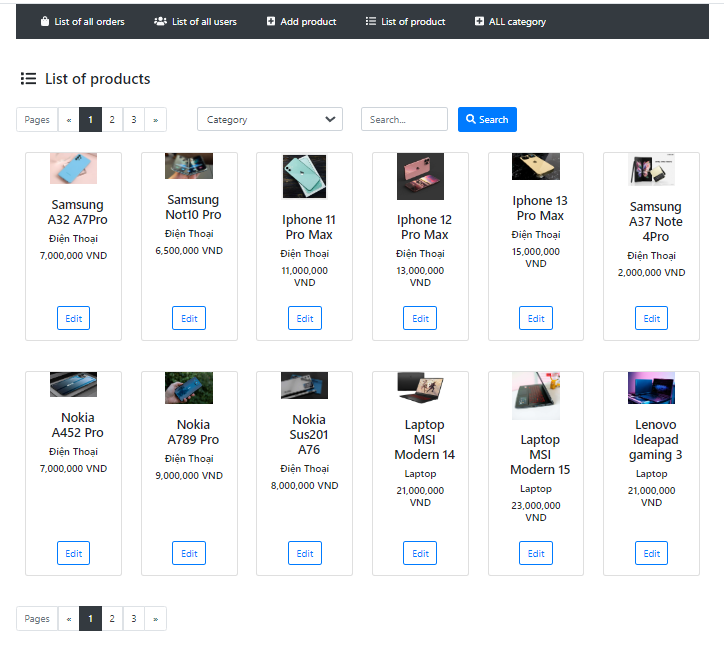 List of all orders List of all users Add product List of product ALL category
List of products
Pages « 1 2 3 » Category Search... Search
Samsung
A32 A7Pro
Điện Thoại
7,000,000 VND
Edit
Samsung
Not10 Pro
Điện Thoại
6,500,000 VND
Edit
Iphone 11
Pro Max
Điện Thoại
11,000,000
VND
Edit
Iphone 12
Pro Max
Điện Thoại
13,000,000
VND
Edit
Iphone 13
Pro Max
Điện Thoại
15,000,000
VND
Edit
Samsung
A37 Note
4Pro
Điện Thoại
2,000,000 VND
Edit
Nokia
A452 Pro
Điện Thoại
7,000,000 VND
Edit
Nokia
A789 Pro
Điện Thoại
9,000,000 VND
Edit
Nokia
Sus201
A76
Điện Thoại
8,000,000 VND
Edit
Laptop
MSI
Modern 14
Laptop
21,000,000
VND
Edit
Laptop
MSI
Modern 15
Laptop
23,000,000
VND
Edit
Lenovo
Ideapad
gaming 3
Laptop
21,000,000
VND
Edit
Pages « 1 2 3 »